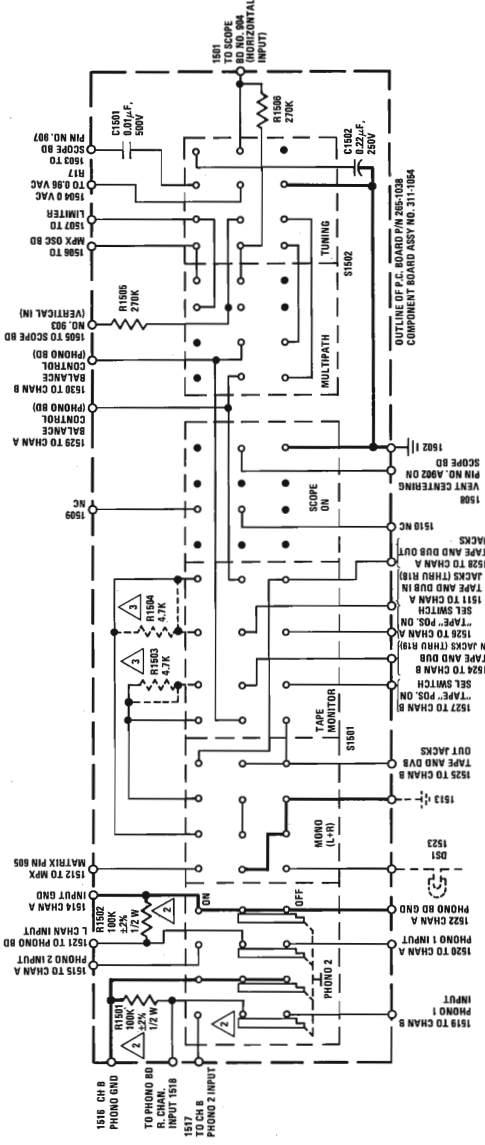 1501
TO SCOPE
BD NO. 904
(HORIZONTAL
INPUT)
R1506
270K
C1501
0.01µF,
500V
1503 TO
SCOPE BD
PIN NO. 907
1504 0 VAC
TO 0.96 VAC
R17
1507 TO
LIMITER
1506 TO
MPX OSC BD
R1505
270K
1505 TO SCOPE BD
NO. 903
(VERTICAL IN)
1530 TO CHAN B
BALANCE
CONTROL
(PHONO BD)
1529 TO CHAN A
BALANCE
CONTROL
(PHONO BD)
1509
NC
3
R1504
4.7K
3
R1503
4.7K
1512 TO MPX
MATRIX PIN 605
1514 CHAN A
INPUT GND
R1502
100K
±2%
1/2 W
2
1521 TO PHONO BD
L CHAN INPUT
1515 TO CHAN A
PHONO 2 INPUT
R1501
100K
±2%
1/2 W
2
1516 CH B
PHONO GND
TO PHONO BD
R. CHAN.
INPUT 1518
1517
TO CH B
PHONO 2 INPUT
C1502
0.22µF,
250V
TUNING
S1502
MULTIPATH
SCOPE
ON
TAPE
MONITOR
S1501
MONO
(L+R)
ON
OFF
PHONO 2
2
OUTLINE OF P.C. BOARD P/N 265-1038
COMPONENT BOARD ASSY NO. 311-1054
1502
1508
VENT CENTERING
PIN NO. A902 ON
SCOPE BD
1510 NC
1528 TO CHAN A
TAPE AND DUB OUT
JACKS
1511 TO CHAN A
TAPE AND DUB IN
JACKS (THRU R18)
1526 TO CHAN A
"TAPE" POS. ON
SEL SWITCH
1524 TO CHAN B
TAPE AND DUB
IN JACKS (THRU R19)
1527 TO CHAN B
"TAPE" POS. ON
SEL SWITCH
1525 TO CHAN B
TAPE AND DVB
OUT JACKS
1513
DS1
1523
1522 CHAN A
PHONO BD GND
1520 TO CHAN A
PHONO 1 INPUT
1519 TO CHAN B
PHONO 1
INPUT